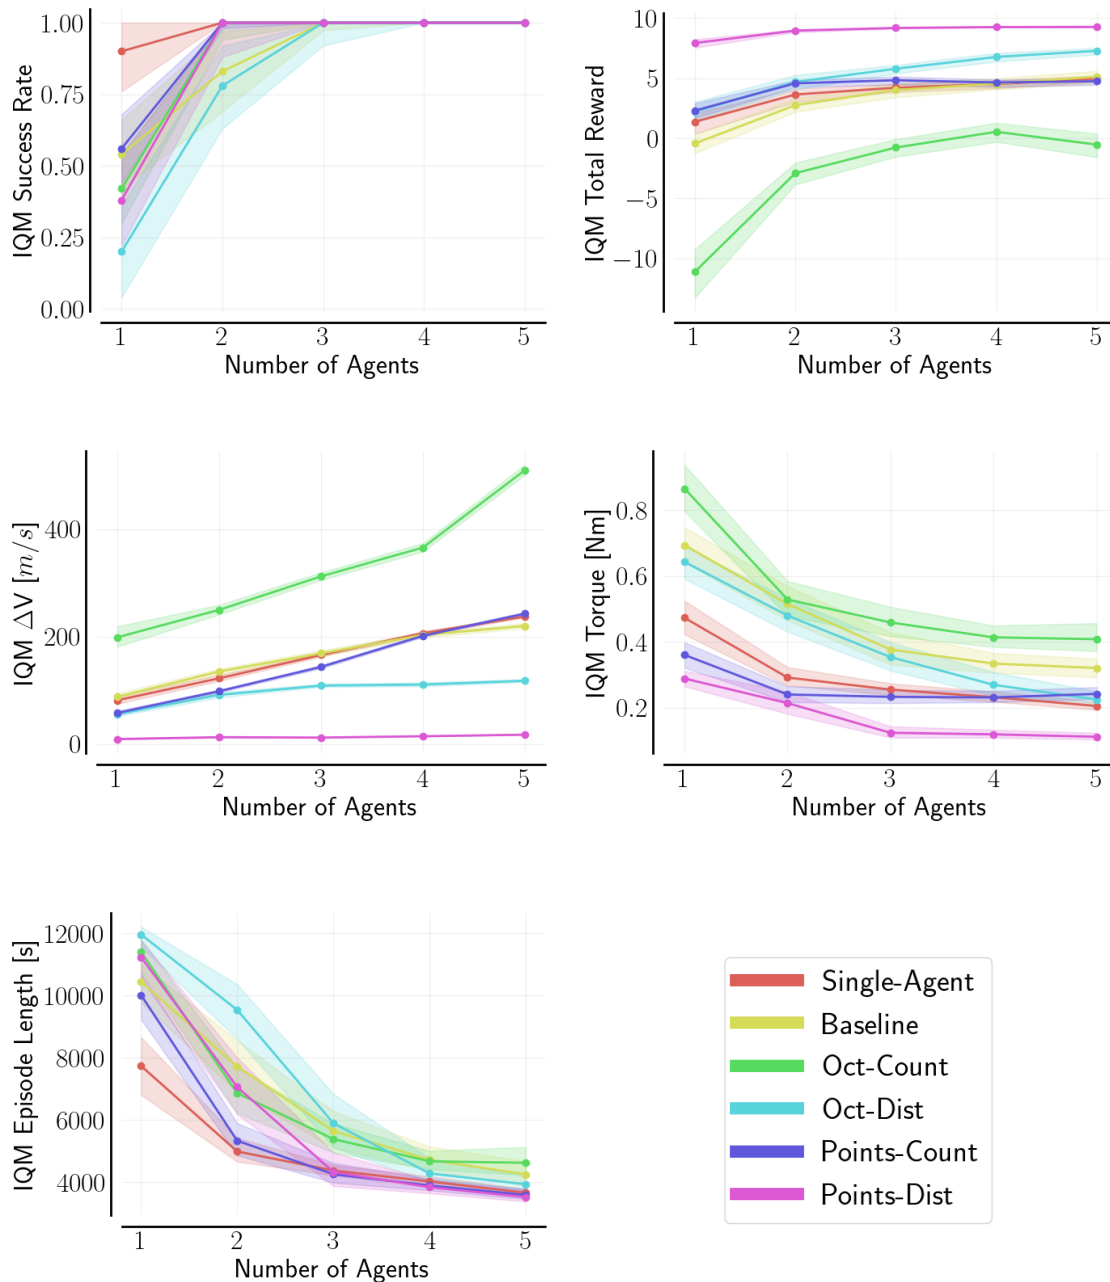 IQM Success Rate
1.00
0.75
0.50
0.25
0.00
1 2 3 4 5
Number of Agents
IQM Total Reward
10
5
0
−5
−10
1 2 3 4 5
Number of Agents
IQM ΔV [m/s]
400
200
0
1 2 3 4 5
Number of Agents
IQM Torque [Nm]
0.8
0.6
0.4
0.2
1 2 3 4 5
Number of Agents
IQM Episode Length [s]
12000
10000
8000
6000
4000
1 2 3 4 5
Number of Agents
Single-Agent
Baseline
Oct-Count
Oct-Dist
Points-Count
Points-Dist